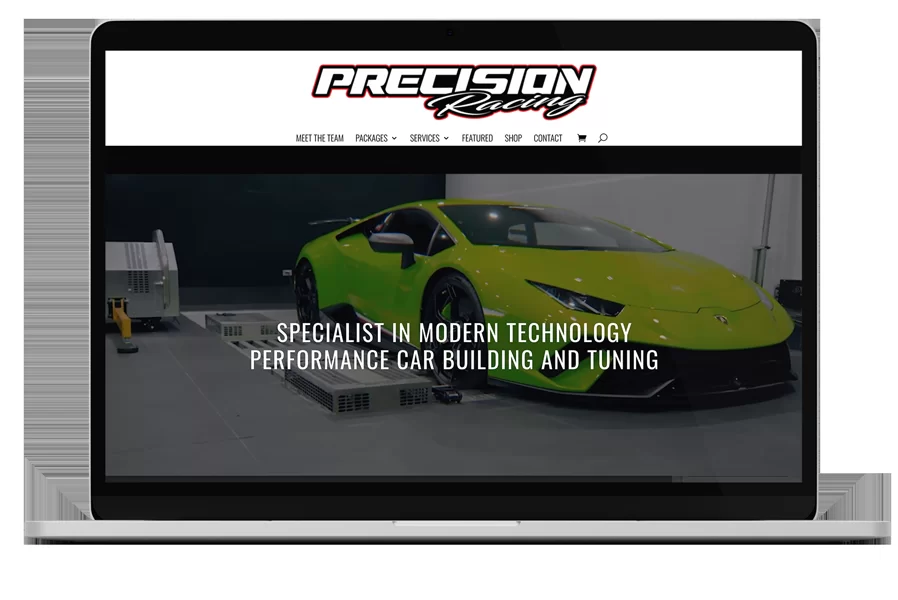 PRECISION
Racing
MEET THE TEAM PACKAGES SERVICES FEATURED SHOP CONTACT
SPECIALIST IN MODERN TECHNOLOGY
PERFORMANCE CAR BUILDING AND TUNING